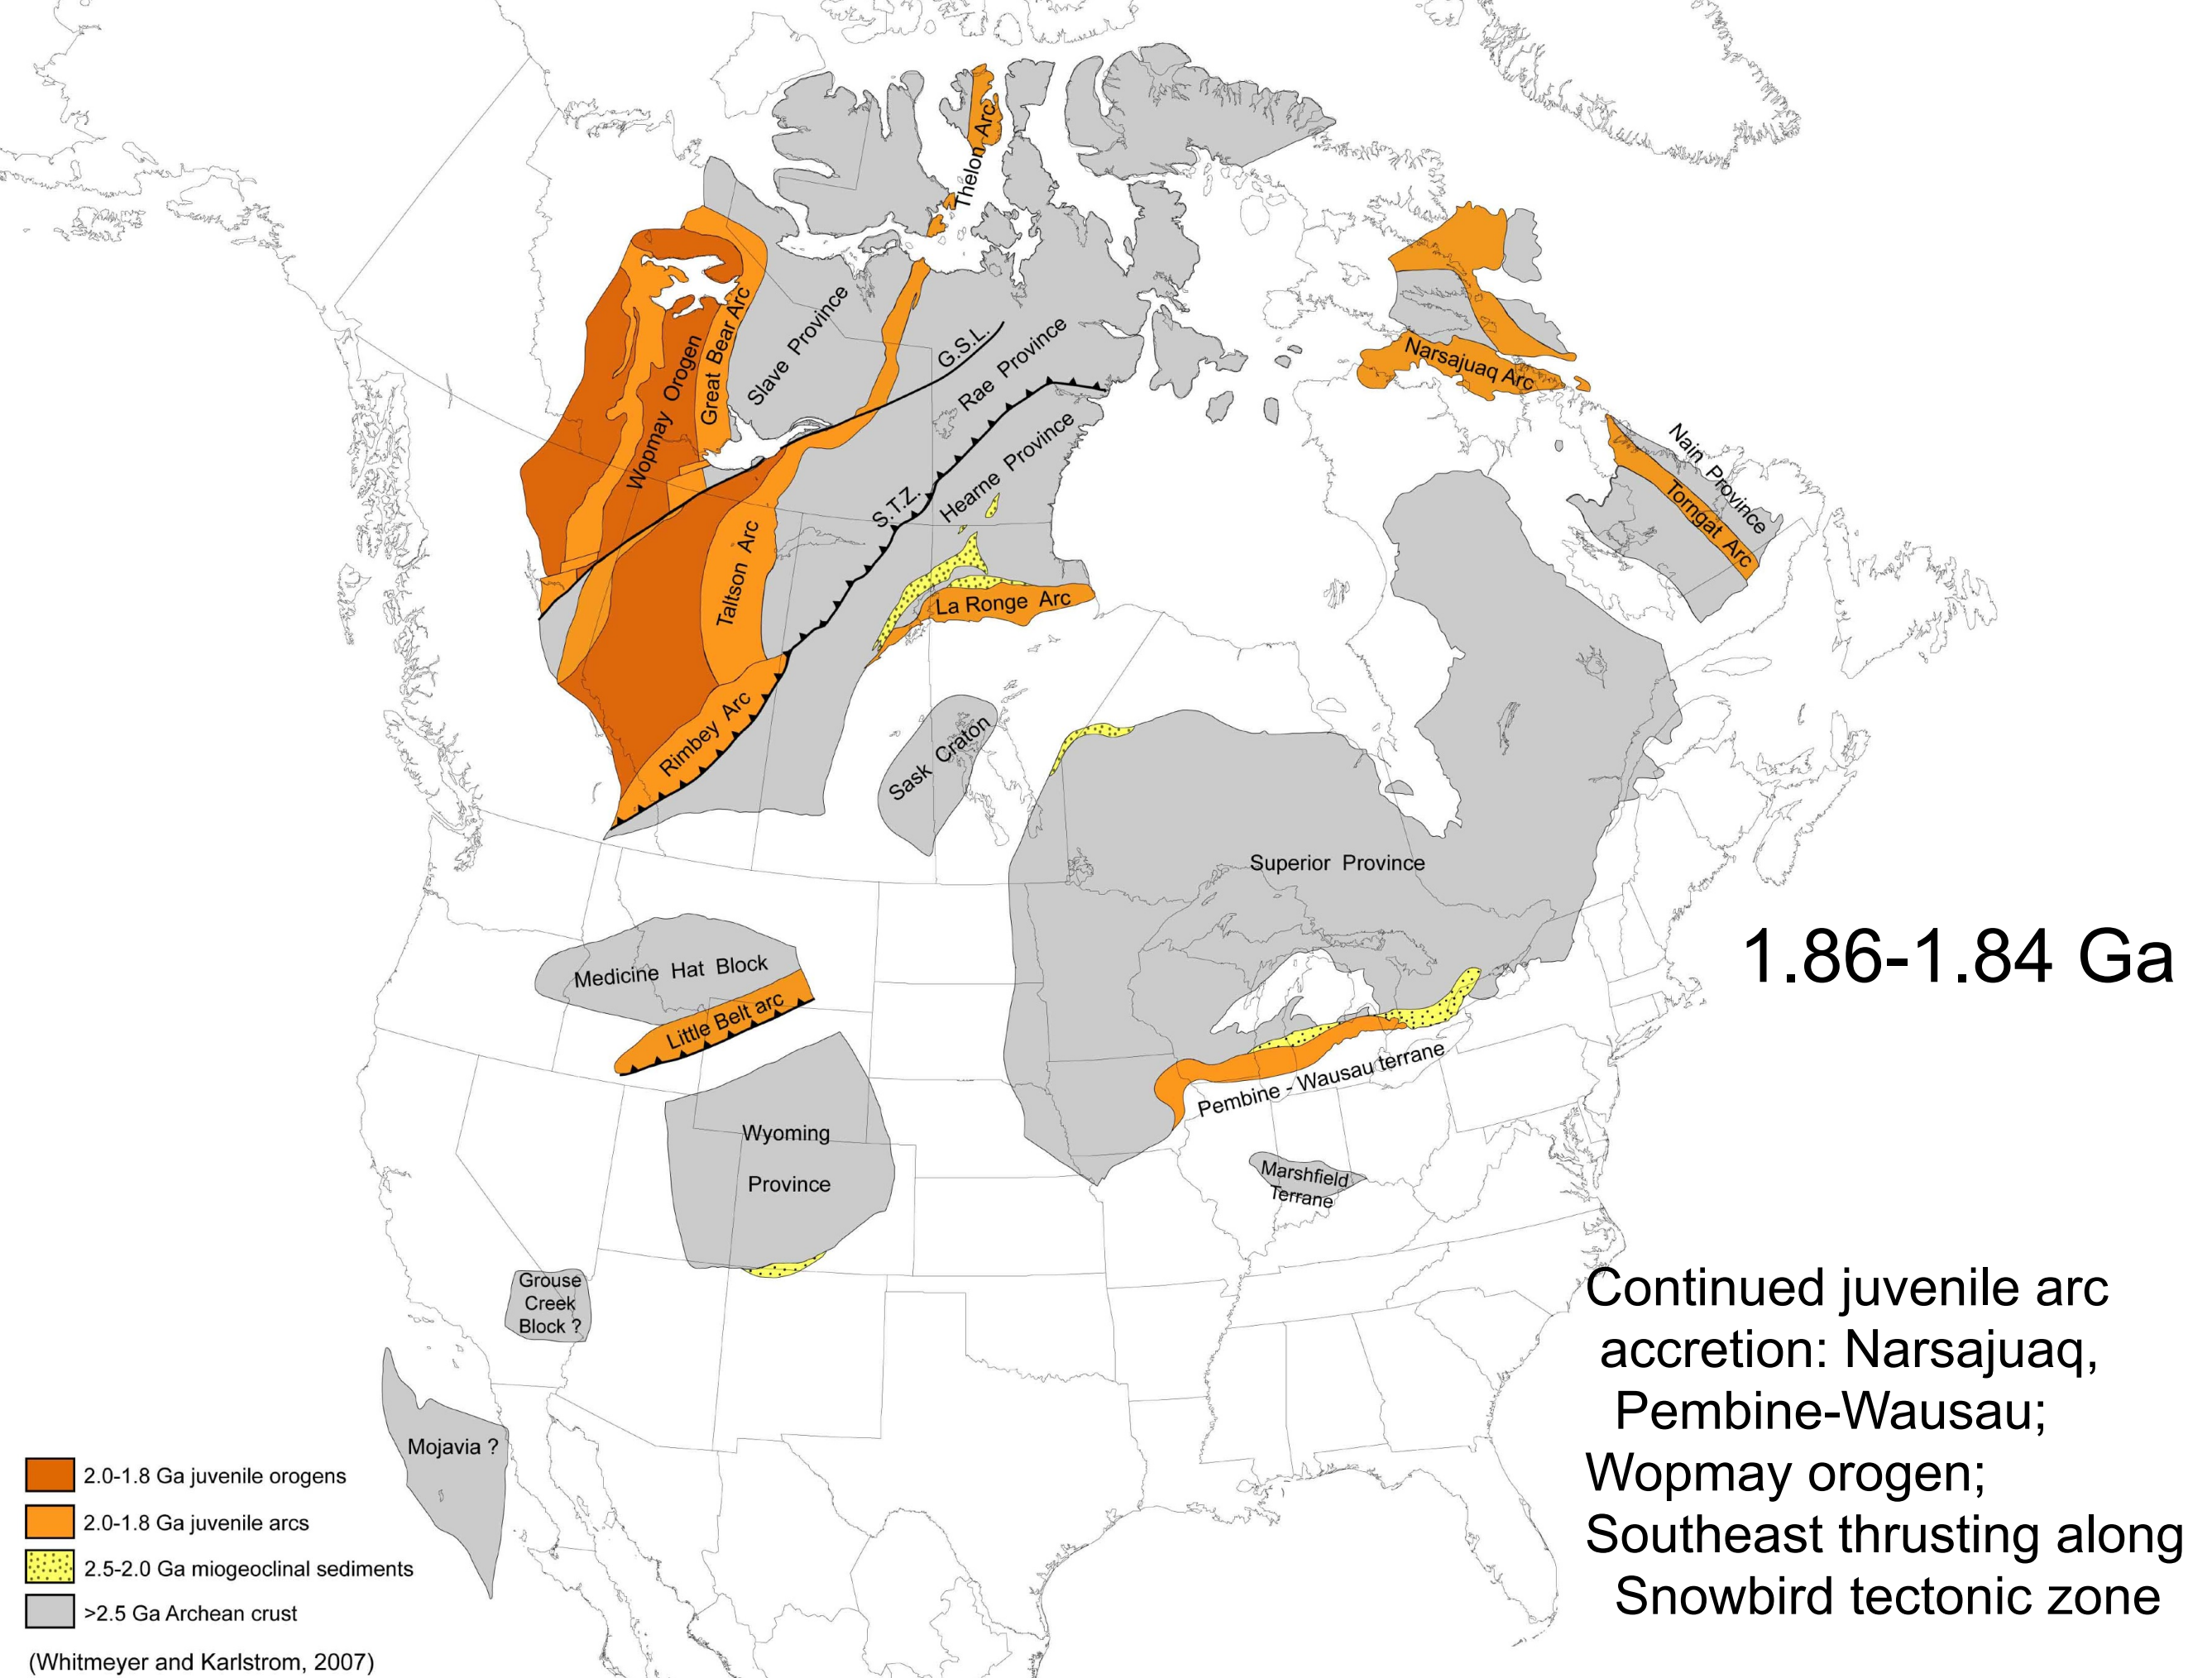 Thelon Arc
Great Bear Arc
Wopmay Orogen
Slave Province
G.S.L.
Rae Province
Hearne Province
S.T.Z.
Taltson Arc
La Ronge Arc
Rimbey Arc
Sask Craton
Narsajuaq Arc
Nain Province
Torngat Arc
Superior Province
1.86-1.84 Ga
Medicine Hat Block
Little Belt arc
Pembine - Wausau terrane
Wyoming
Province
Marshfield
Terrane
Grouse
Creek
Block ?
Mojavia ?
Continued juvenile arc
accretion: Narsajuaq,
Pembine-Wausau;
Wopmay orogen;
Southeast thrusting along
Snowbird tectonic zone
2.0-1.8 Ga juvenile orogens
2.0-1.8 Ga juvenile arcs
2.5-2.0 Ga miogeoclinal sediments
>2.5 Ga Archean crust
(Whitmeyer and Karlstrom, 2007)